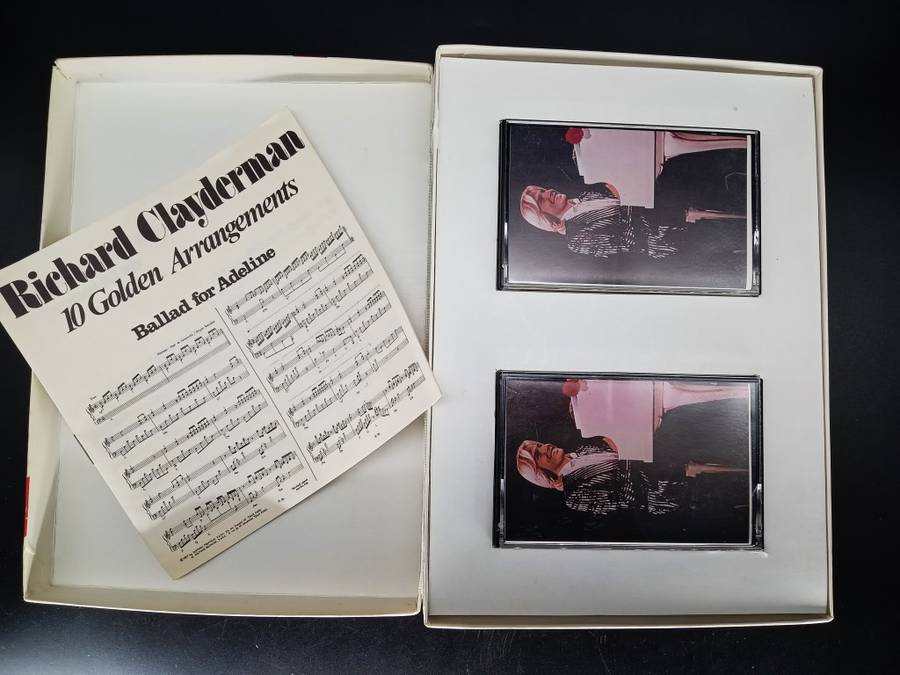 Richard Clayderman
10 Golden Arrangements
Ballad for Adeline